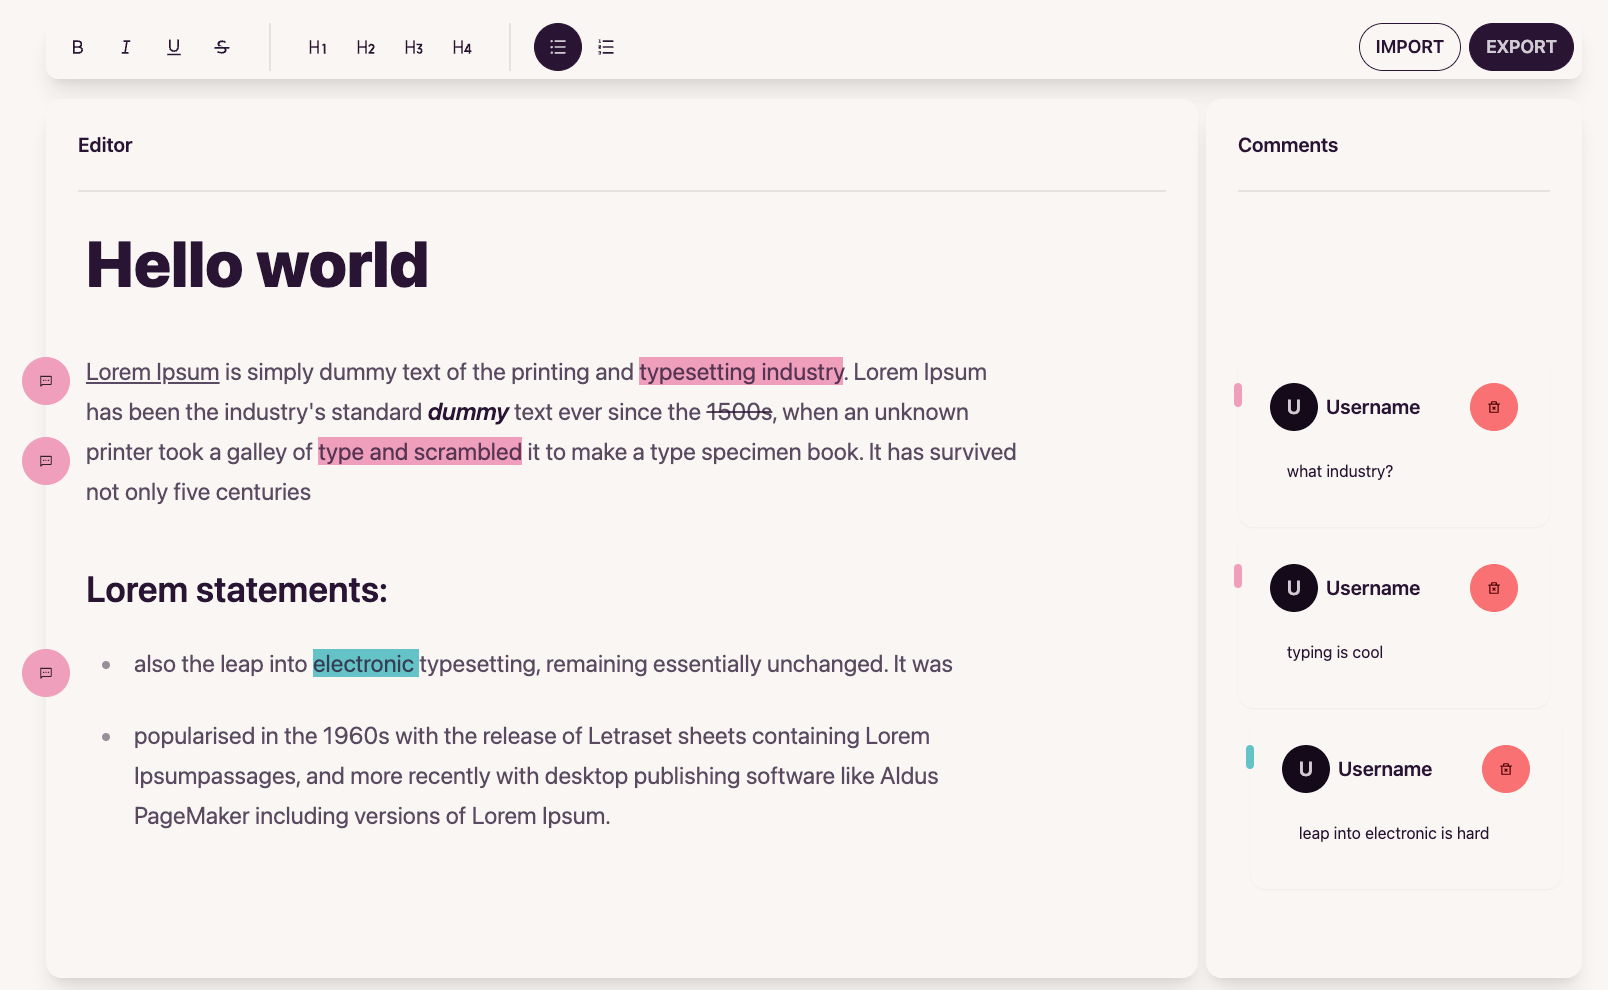 B I U S H1 H2 H3 H4 IMPORT EXPORT
Editor
Hello world
Lorem Ipsum is simply dummy text of the printing and typesetting industry. Lorem Ipsum
has been the industry's standard dummy text ever since the 1500s, when an unknown
printer took a galley of type and scrambled it to make a type specimen book. It has survived
not only five centuries
Lorem statements:
also the leap into electronic typesetting, remaining essentially unchanged. It was
popularised in the 1960s with the release of Letraset sheets containing Lorem
Ipsumpassages, and more recently with desktop publishing software like Aldus
PageMaker including versions of Lorem Ipsum.
Comments
U Username
what industry?
U Username
typing is cool
U Username
leap into electronic is hard